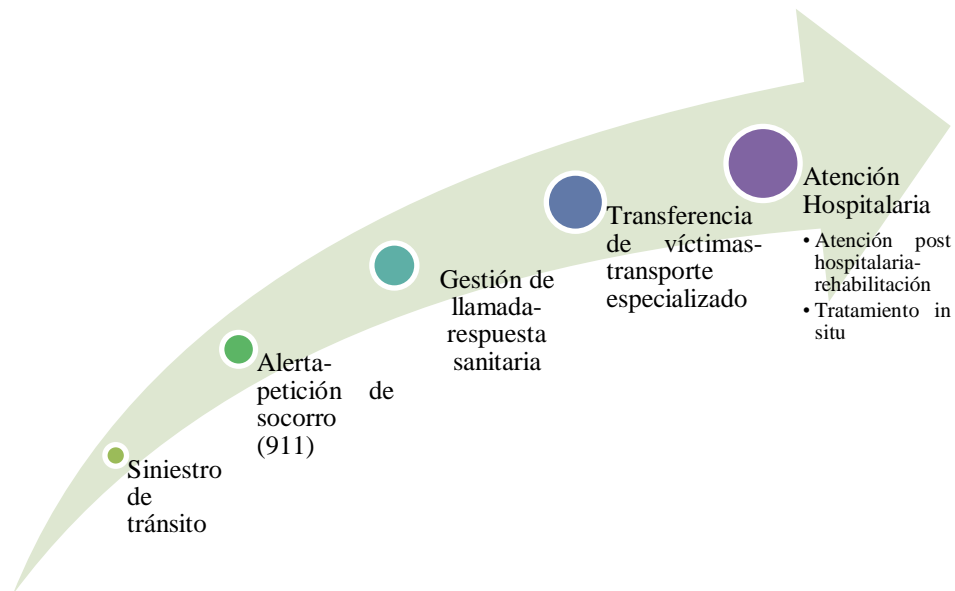 Siniestro
de
tránsito
Alerta-
petición de
socorro
(911)
Gestión de
llamada-
respuesta
sanitaria
Transferencia
de víctimas-
transporte
especializado
Atención
Hospitalaria
• Atención post
hospitalaria-
rehabilitación
• Tratamiento in
situ